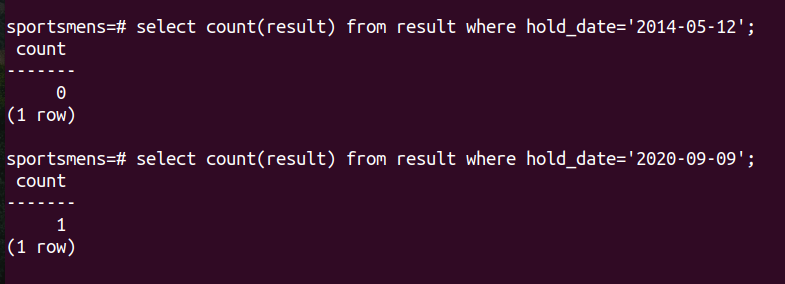 sportsmens=# select count(result) from result where hold_date='2014-05-12';
 count
-------
     0
(1 row)

sportsmens=# select count(result) from result where hold_date='2020-09-09';
 count
-------
     1
(1 row)